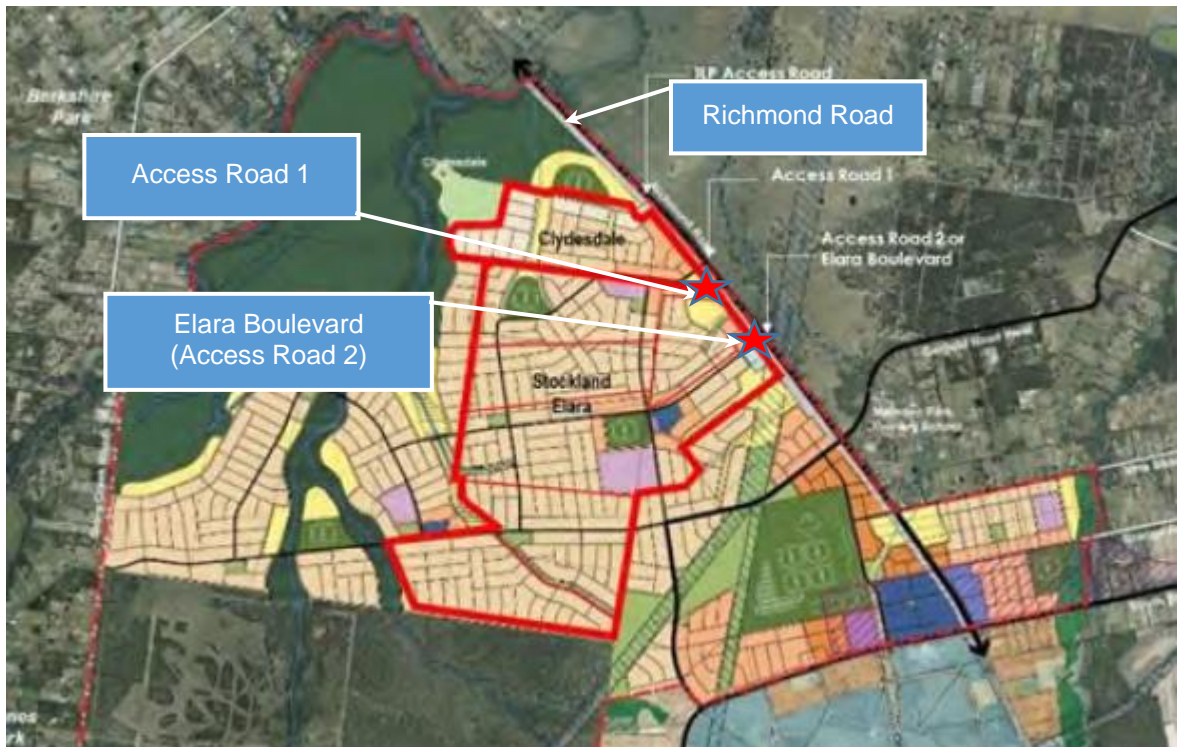 Berkshire
Park
ILP Access Road
Richmond Road
Access Road 1
Clydesdale
Access Road 1
Clydesdale
Access Road 2 or
Elara Boulevard
Elara Boulevard
(Access Road 2)
Stockland
Elara